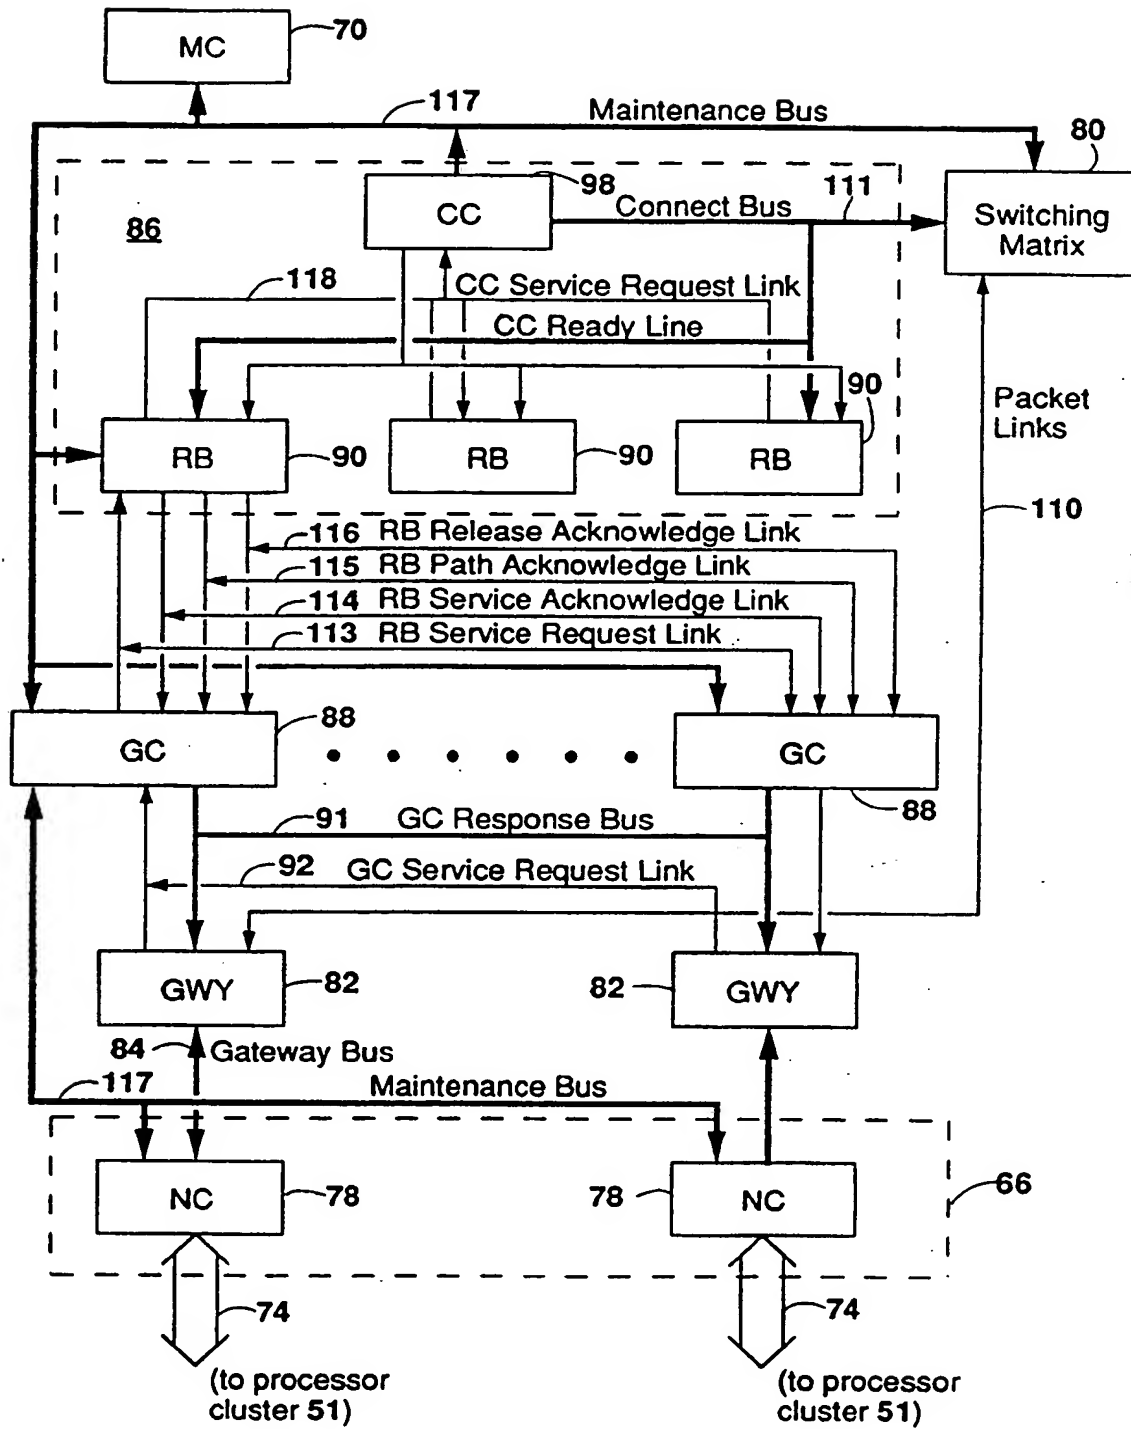 MC
70
117
Maintenance Bus
80
98
111
CC
Connect Bus
Switching
Matrix
86
118
CC Service Request Link
CC Ready Line
90
Packet
Links
RB
90
RB
90
RB
110
116 RB Release Acknowledge Link
115 RB Path Acknowledge Link
114 RB Service Acknowledge Link
113 RB Service Request Link
88
GC
GC
88
91 GC Response Bus
92 GC Service Request Link
GWY
82
82
GWY
84 Gateway Bus
117
Maintenance Bus
NC
78
78
NC
66
74
74
(to processor
cluster 51)
(to processor
cluster 51)